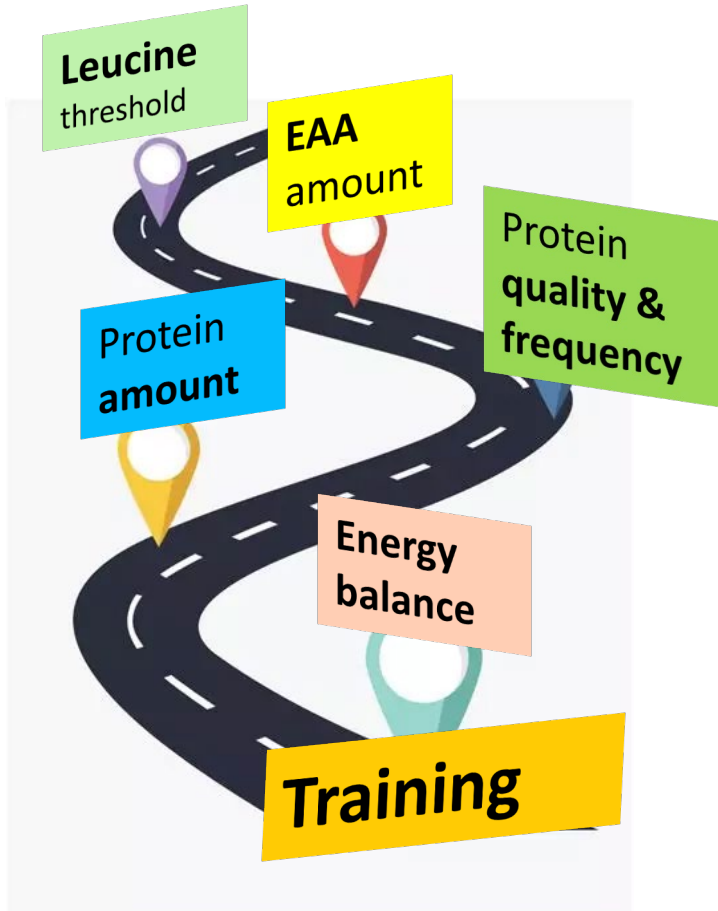 Leucine
threshold
EAA
amount
Protein
quality &
frequency
Protein
amount
Energy
balance
Training